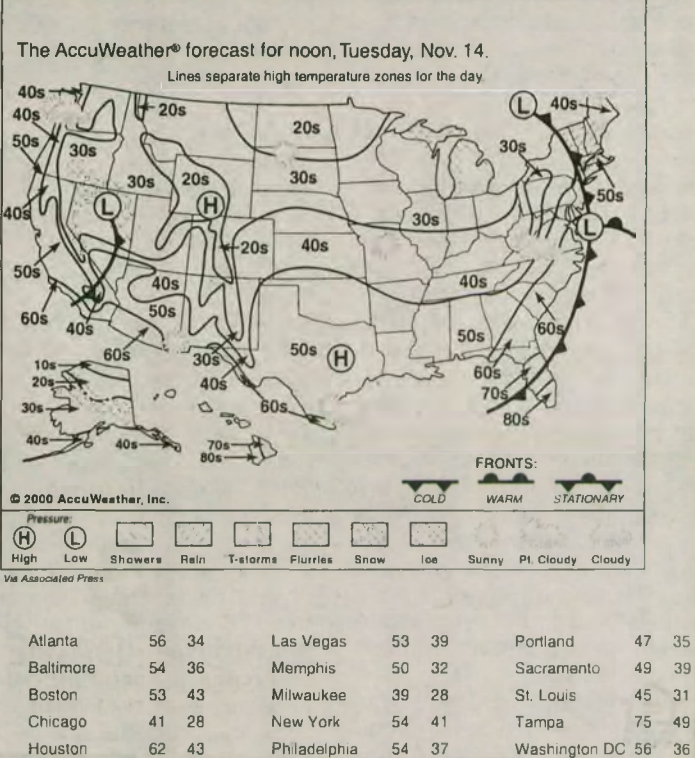 The AccuWeather® forecast for noon, Tuesday, Nov. 14.
Lines separate high temperature zones for the day
40s
40s
50s
40s
50s
60s
40s
30s
30s
20s
20s
20s
30s
20s
30s
40s
40s
50s
60s
30s
40s
50s
60s
40s
50s
60s
60s
70s
80s
30s
40s
50s
L
L
L
H
H
10s
20s
30s
40s
40s
70s
80s
FRONTS:
COLD WARM STATIONARY
© 2000 AccuWeather, Inc.
Pressure:
H L
High Low Showers Rain T-storms Flurries Snow Ice Sunny Pt. Cloudy Cloudy
Via Associated Press
Atlanta 56 34 Las Vegas 53 39 Portland 47 35
Baltimore 54 36 Memphis 50 32 Sacramento 49 39
Boston 53 43 Milwaukee 39 28 St. Louis 45 31
Chicago 41 28 New York 54 41 Tampa 75 49
Houston 62 43 Philadelphia 54 37 Washington DC 56 36